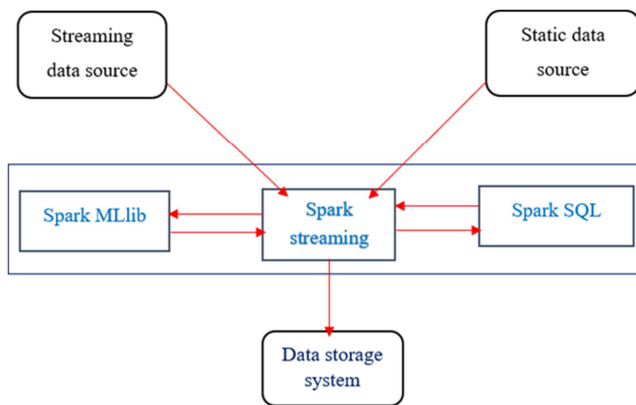 Streaming
data source
Static data
source
Spark MLlib
Spark
streaming
Spark SQL
Data storage
system